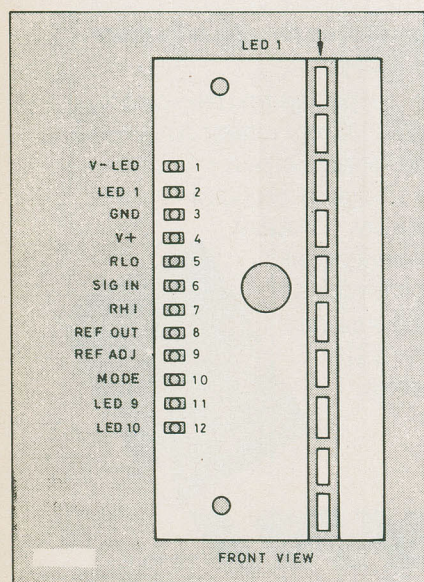 LED 1
V-LED 1
LED 1 2
GND 3
V+ 4
RLO 5
SIG IN 6
RHI 7
REF OUT 8
REF ADJ 9
MODE 10
LED 9 11
LED 10 12
FRONT VIEW